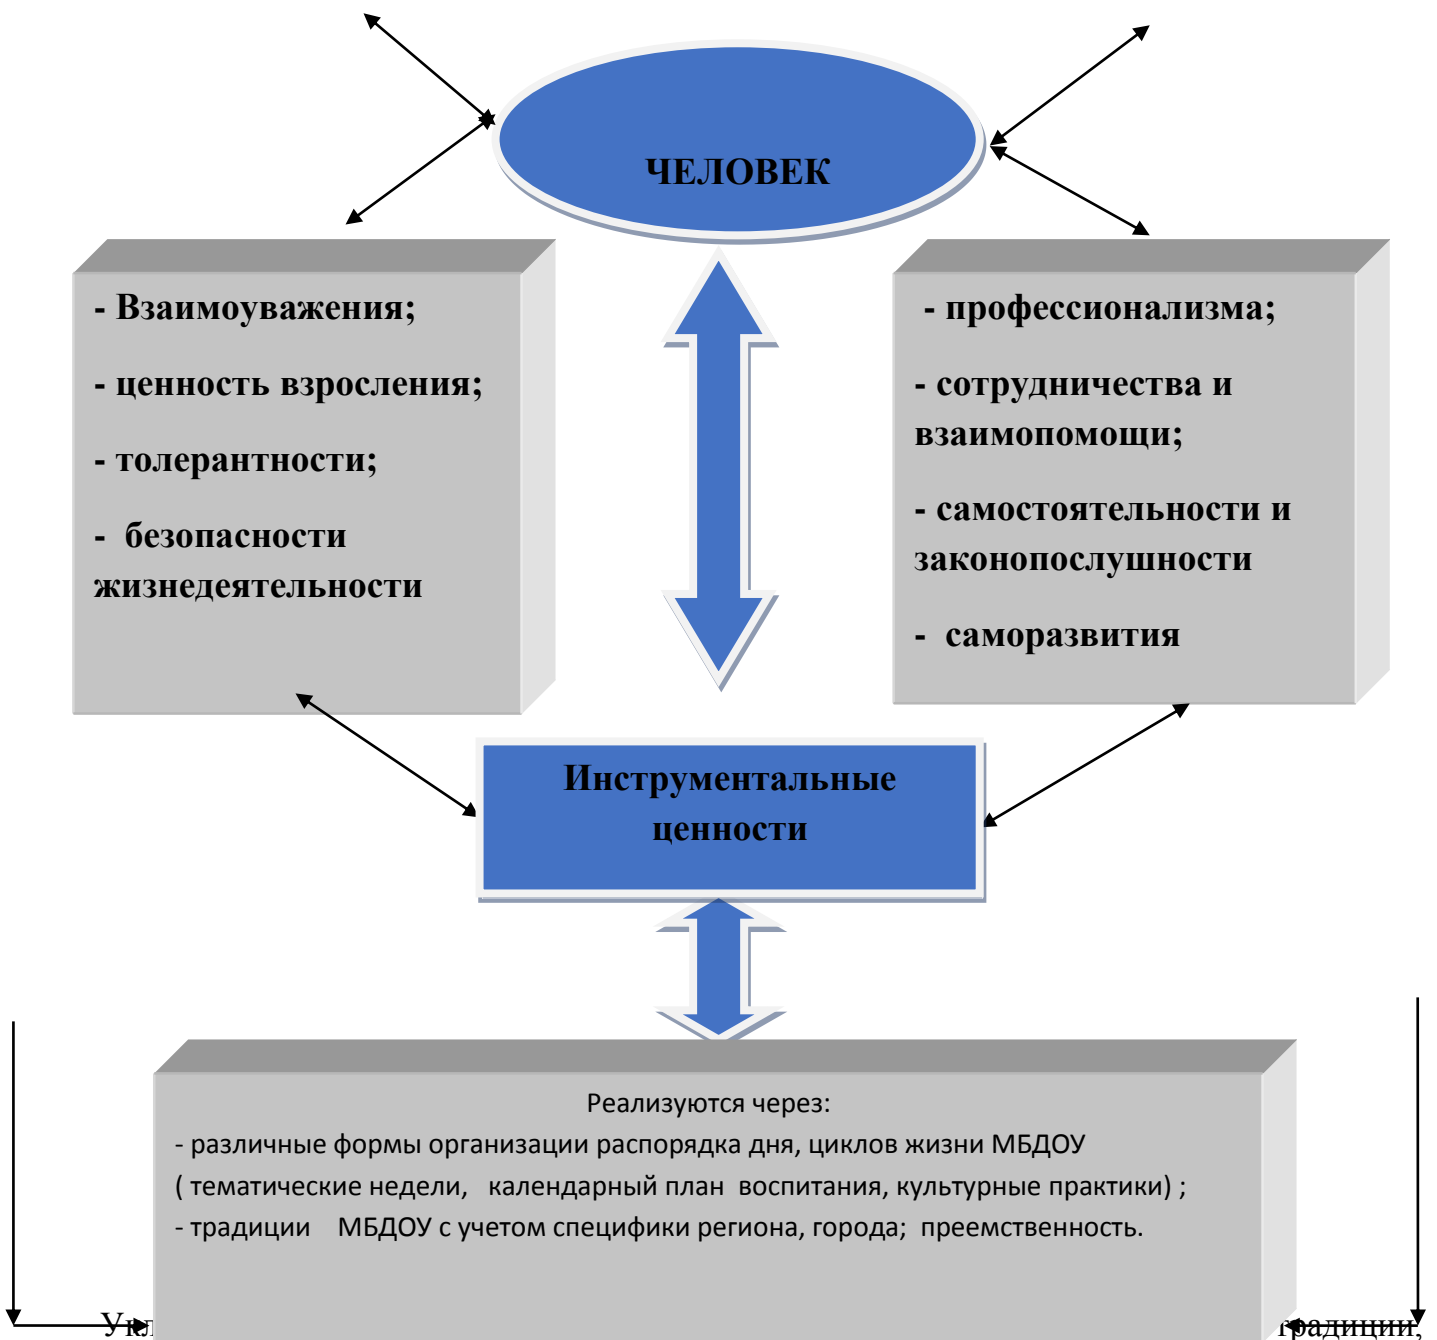 ЧЕЛОВЕК
- Взаимоуважения;
- ценность взросления;
- толерантности;
- безопасности
жизнедеятельности
- профессионализма;
- сотрудничества и
взаимопомощи;
- самостоятельности и
законопослушности
- саморазвития
Инструментальные
ценности
Реализуются через:
- различные формы организации распорядка дня, циклов жизни МБДОУ
( тематические недели, календарный план воспитания, культурные практики) ;
- традиции МБДОУ с учетом специфики региона, города; преемственность.
традиции,